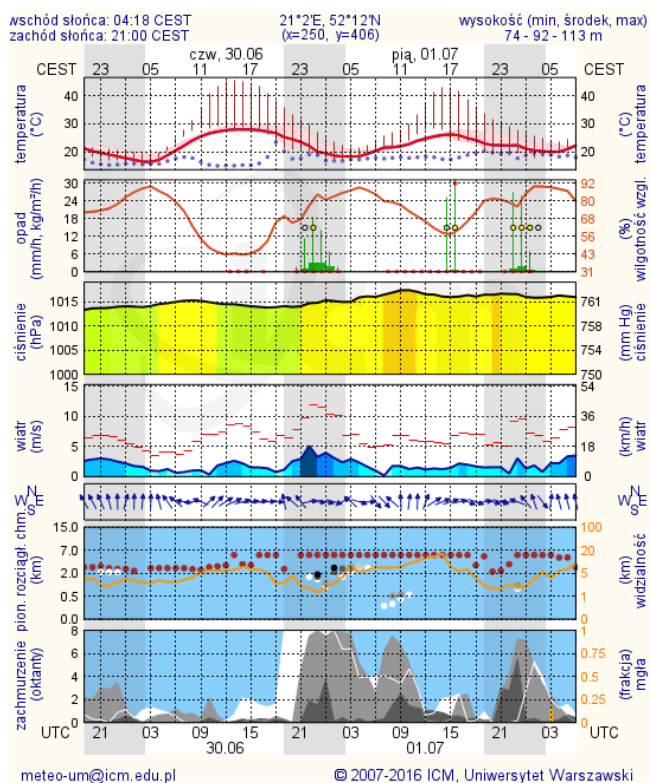 wschód słońca: 04:18 CEST 21°2'E, 52°12'N wysokość (min, środek, max)
zachód słońca: 21:00 CEST (x=250, y=406) 74 - 92 - 113 m
czw, 30.06 pią, 01.07
CEST 23 05 11 17 23 05 11 17 23 05 CEST
temperatura (°C) 40 30 20 40 30 20 temperatura (°C)
opad (mm/h, kg/m²/h) 30 24 18 12 6 0 92 80 68 56 43 31 (%) wilgotność wzgl.
ciśnienie (hPa) 1015 1010 1005 1000 761 758 754 750 (mm Hg) ciśnienie
wiatr (m/s) 15 10 5 0 54 36 18 0 (km/h) wiatr
N W E S N W E S
pion. rozciągł. chm. (km) 15.0 7.0 2.0 0.5 0.0 100 20 5 1 0 (km) widzialność
zachmurzenie (oktanty) 8 6 4 2 0 1 0.75 0.5 0.25 0 (frakcja) mgła
UTC 21 03 09 15 21 03 09 15 21 03 UTC
30.06 01.07
meteo-um@icm.edu.pl © 2007-2016 ICM, Uniwersytet Warszawski